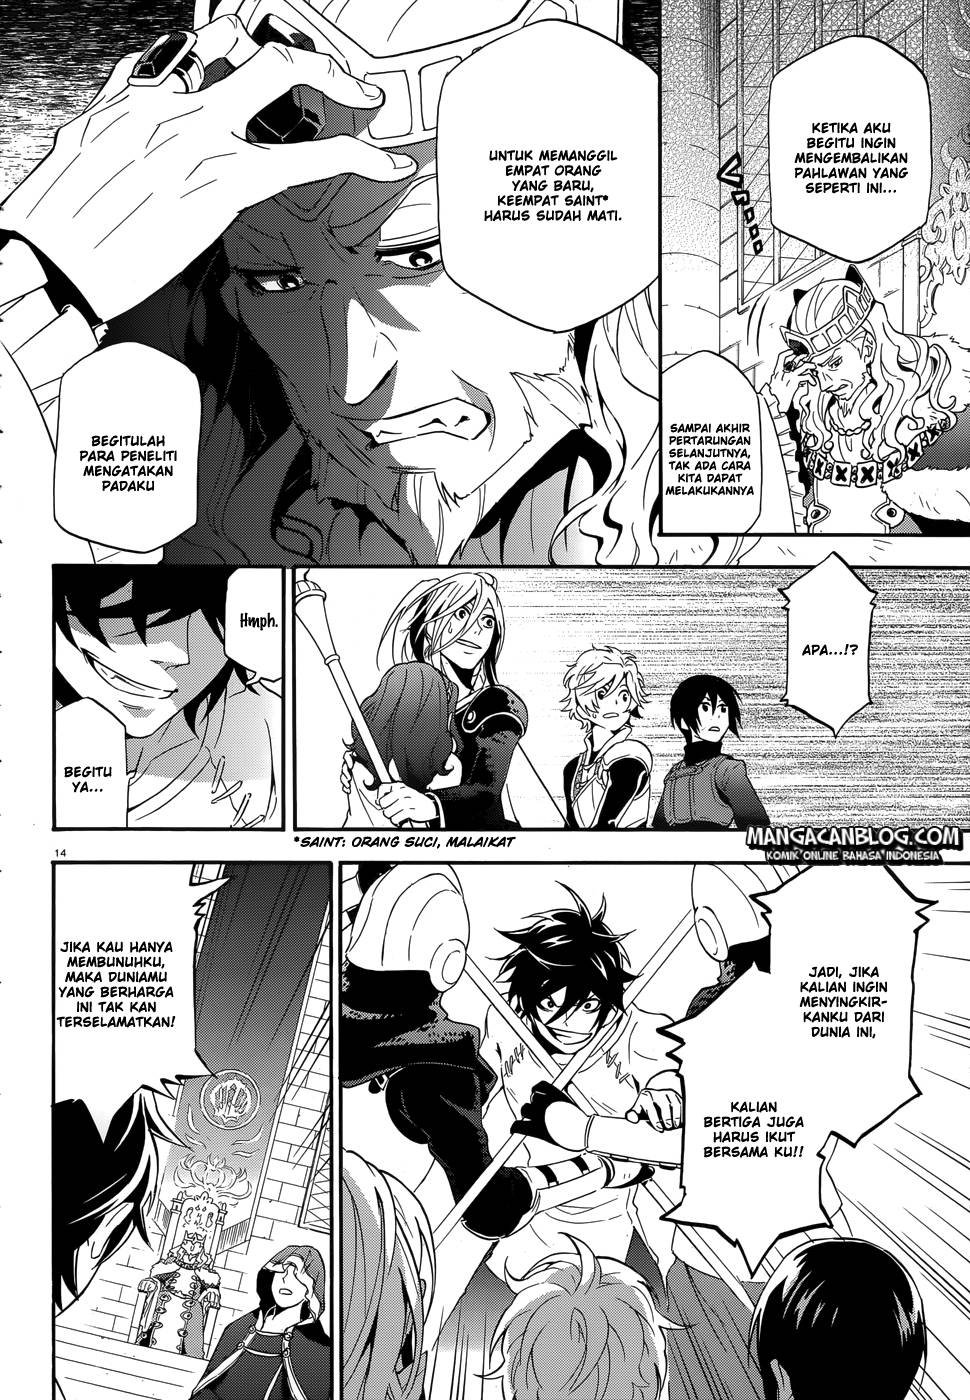 KETIKA AKU
BEGITU INGIN
MENGEMBALIKAN
PAHLAWAN YANG
SEPERTI INI...
SAMPAI AKHIR
PERTARUNGAN
SELANJUTNYA,
TAK ADA CARA
KITA DAPAT
MELAKUKANNYA
UNTUK MEMANGGIL
EMPAT ORANG
YANG BARU,
KEEMPAT SAINT*
HARUS SUDAH MATI.
BEGITULAH
PARA PENELITI
MENGATAKAN
PADAKU
APA...!?
Hmph.
BEGITU
YA...
*SAINT: ORANG SUCI, MALAIKAT
MANGACANBLOG.COM
KOMIK ONLINE BAHASA INDONESIA
14
JADI, JIKA
KALIAN INGIN
MENYINGKIR-
KANKU DARI
DUNIA INI,
KALIAN
BERTIGA JUGA
HARUS IKUT
BERSAMA KU!!
JIKA KAU HANYA
MEMBUNUHKU,
MAKA DUNIAMU
YANG BERHARGA
INI TAK KAN
TERSELAMATKAN!